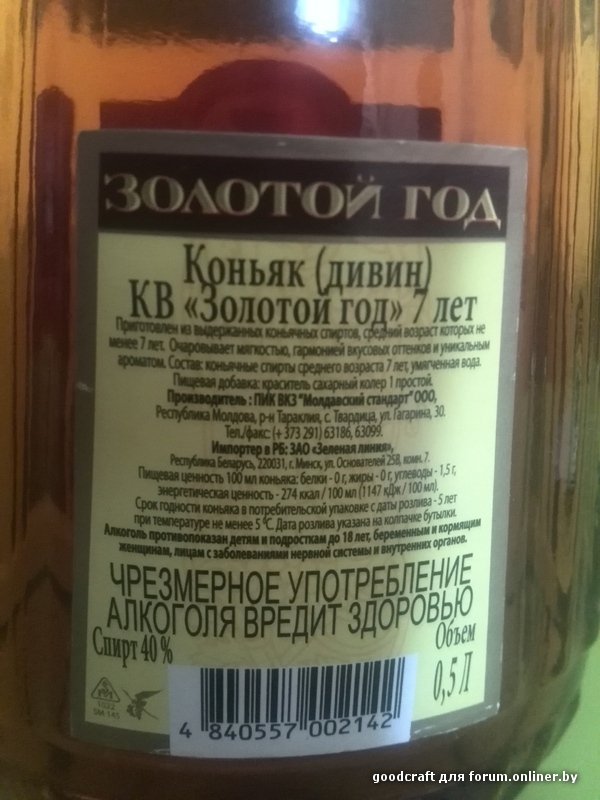 ЗОЛОТОЙ ГОД
Коньяк (дивин)
КВ «Золотой год» 7 лет
Приготовлен из выдержанных коньячных спиртов, средний возраст которых не
менее 7 лет. Очаровывает мягкостью, гармонией вкусовых оттенков и уникальным
ароматом. Состав: коньячные спирты среднего возраста 7 лет, умягченная вода.
Пищевая добавка: краситель сахарный колер 1 простой.
Производитель : ПИК ВКЗ "Молдавский стандарт" ООО,
Республика Молдова, р-н Тараклия, с. Твардица, ул. Гагарина, 30.
Тел./факс: (+ 373 291) 63186, 63099.
Импортер в РБ: ЗАО «Зеленая линия»,
Республика Беларусь, 220031, г. Минск, ул. Основателей 25В, комн. 7.
Пищевая ценность 100 мл коньяка: белки - 0 г, жиры - 0 г, углеводы - 1,5 г,
энергетическая ценность - 274 ккал / 100 мл (1147 кДж / 100 мл).
Срок годности коньяка в потребительской упаковке с даты розлива - 5 лет
при температуре не менее 5 °С. Дата розлива указана на колпачке бутылки.
Алкоголь противопоказан детям и подросткам до 18 лет, беременным и кормящим
женщинам, лицам с заболеваниями нервной системы и внутренних органов.
ЧРЕЗМЕРНОЕ УПОТРЕБЛЕНИЕ
АЛКОГОЛЯ ВРЕДИТ ЗДОРОВЬЮ
Спирт 40 %
Объем
0,5 Л
1022
SM 145
4 840557 002142
goodcraft для forum.onliner.by